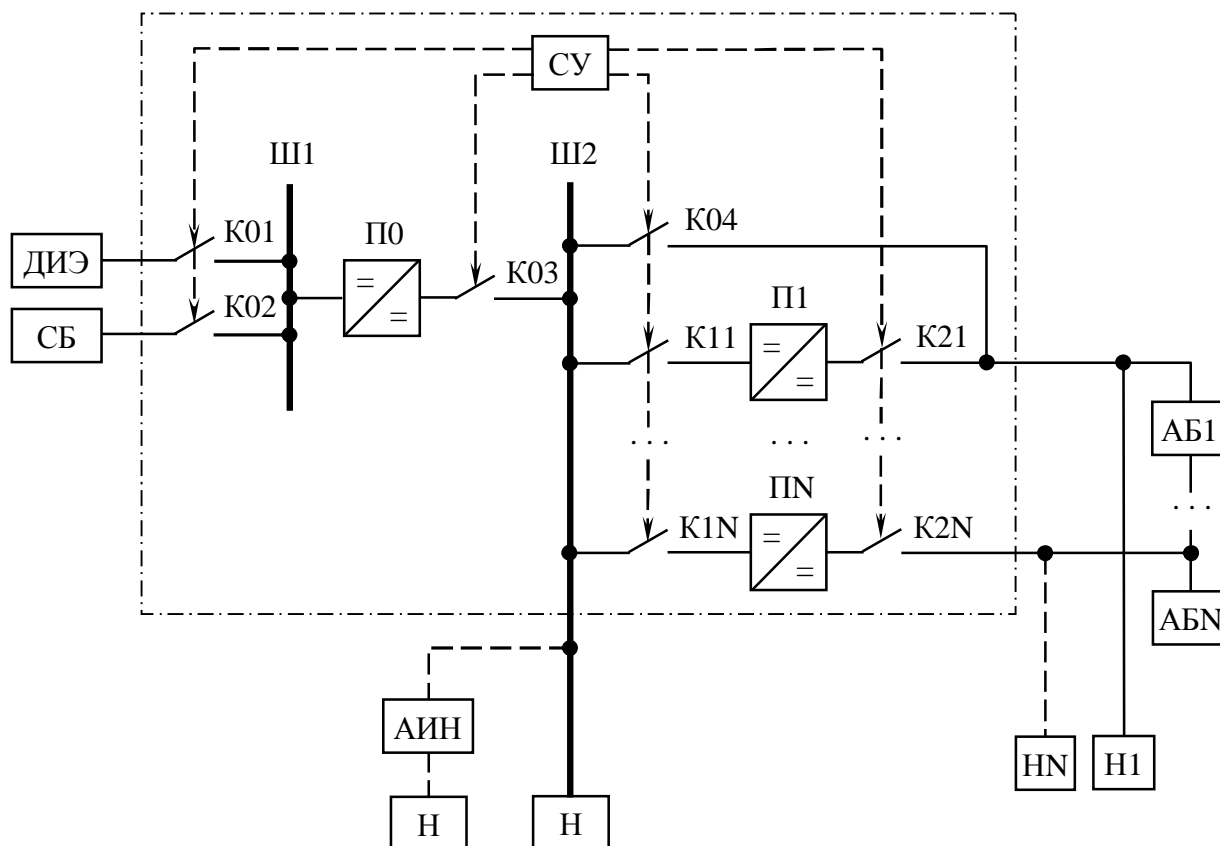 СУ
Ш1
Ш2
К01
П0
К04
ДИЭ
К03
К02
П1
СБ
К11
=
=
К21
=
=
АБ1
. . .
. . .
. . .
ПN
. . .
К1N
=
=
К2N
АБN
АИН
НN
Н1
Н
Н